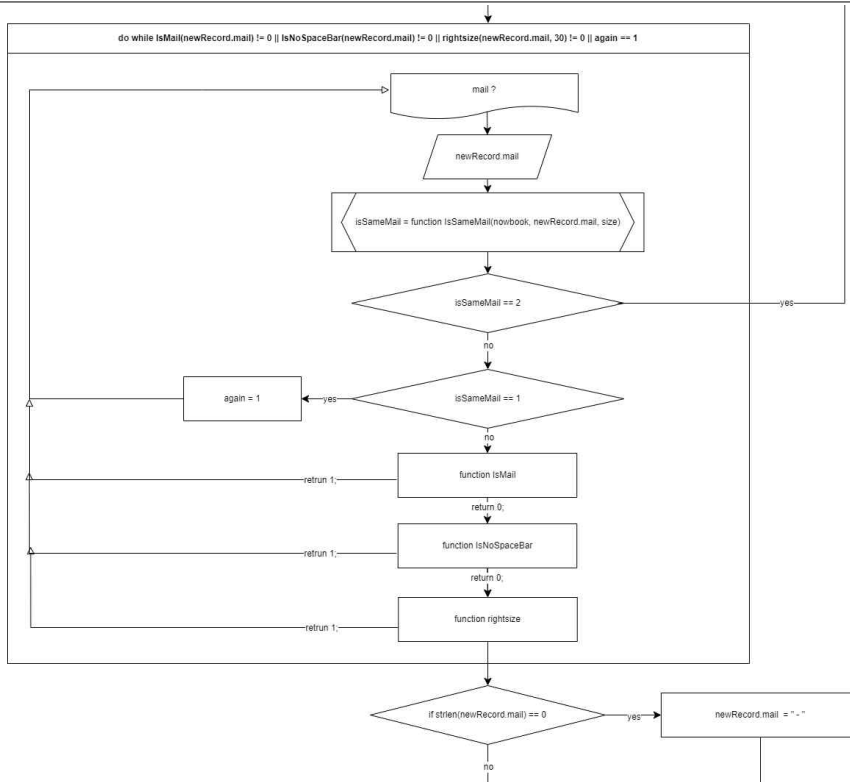 do while IsMail(newRecord.mail) != 0 || IsNoSpaceBar(newRecord.mail) != 0 || rightsize(newRecord.mail, 30) != 0 || again == 1
mail ?
newRecord.mail
isSameMail = function IsSameMail(nowbook, newRecord.mail, size)
isSameMail == 2
yes
no
again = 1
yes
isSameMail == 1
no
retrun 1;
function IsMail
return 0;
retrun 1;
function IsNoSpaceBar
return 0;
retrun 1;
function rightsize
if strlen(newRecord.mail) == 0
yes
newRecord.mail = " - "
no